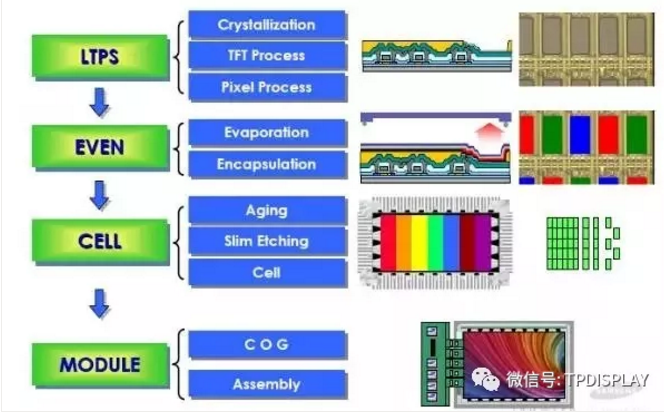 LTPS
Crystallization
TFT Process
Pixel Process
EVEN
Evaporation
Encapsulation
CELL
Aging
Slim Etching
Cell
MODULE
C O G
Assembly
微信号: TPDISPLAY